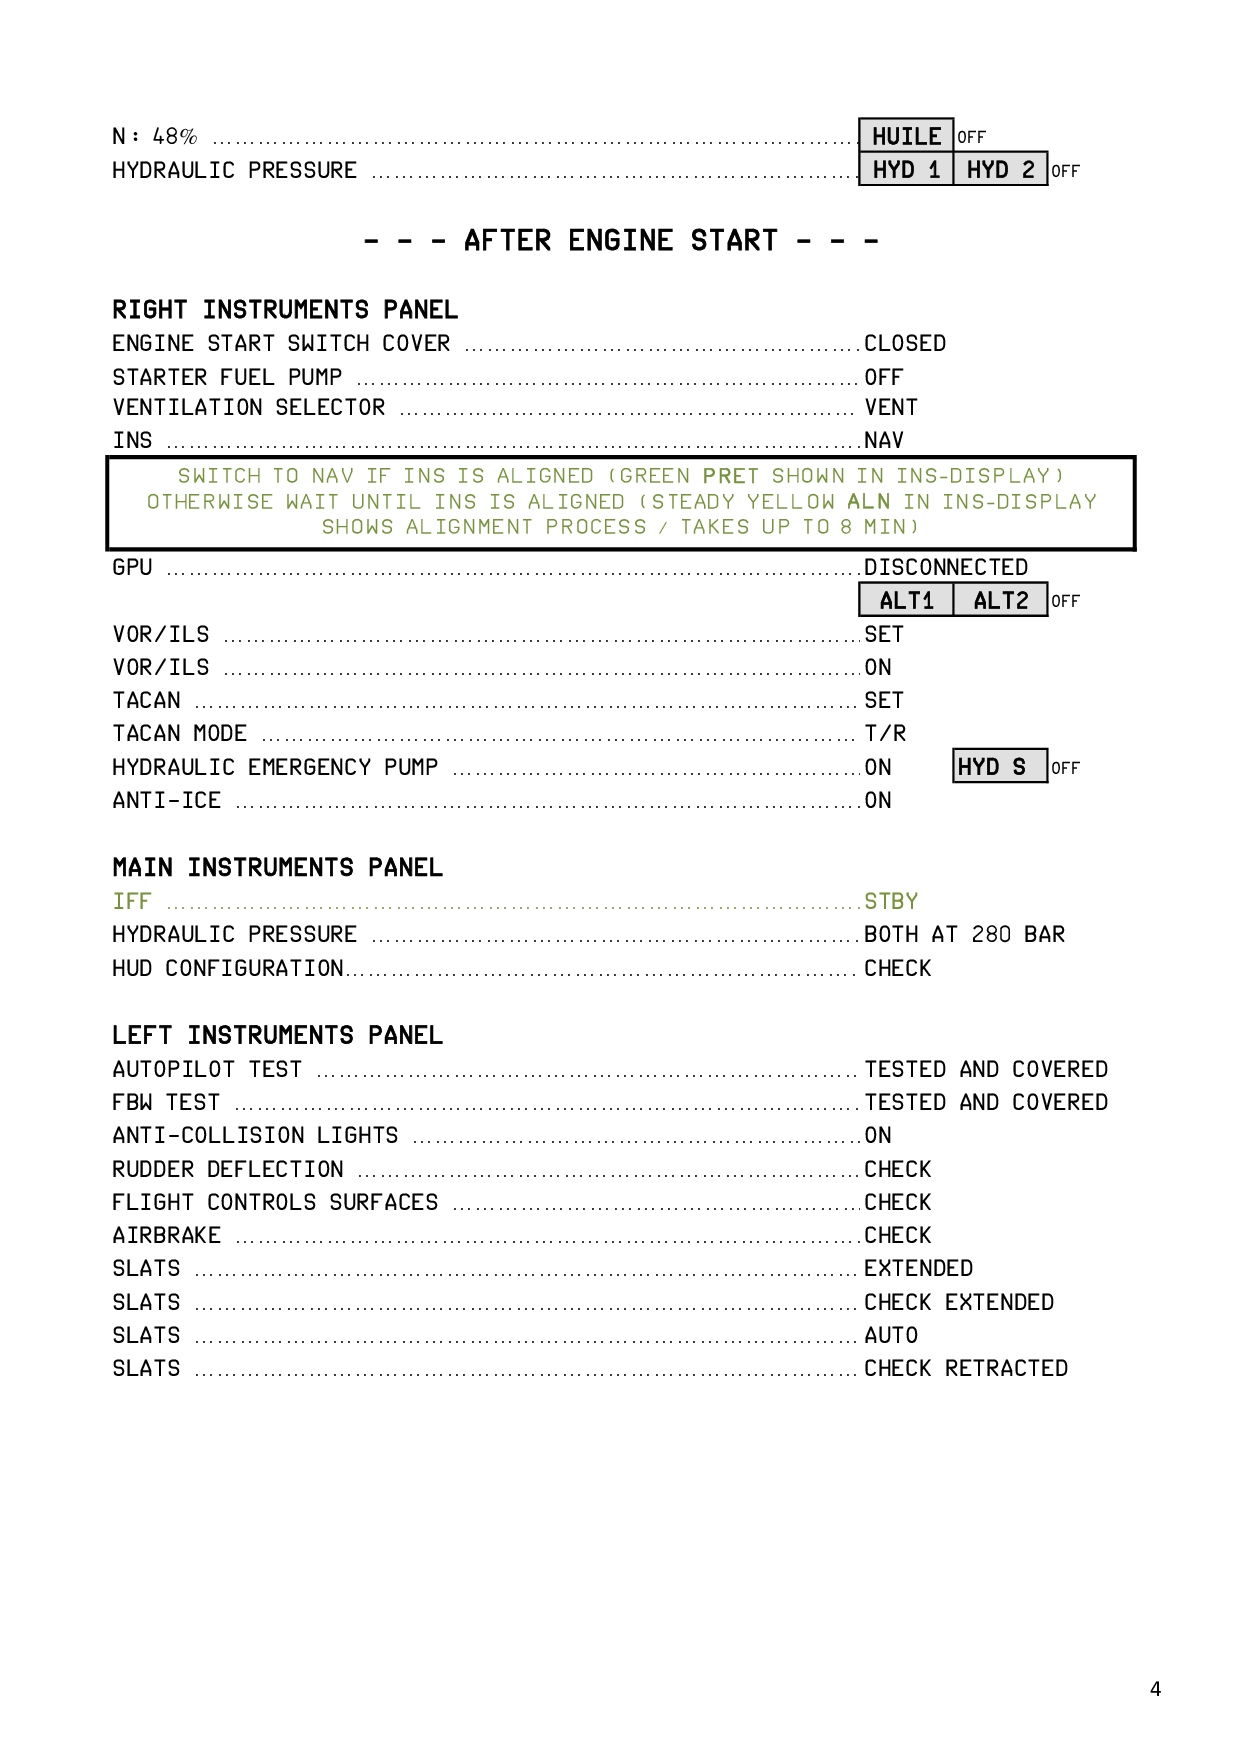 N: 48% ........................................ HUILE OFF
HYDRAULIC PRESSURE ........................................ HYD 1 HYD 2 OFF
- - - AFTER ENGINE START - - -
RIGHT INSTRUMENTS PANEL
ENGINE START SWITCH COVER ........................................ CLOSED
STARTER FUEL PUMP ........................................ OFF
VENTILATION SELECTOR ........................................ VENT
INS ........................................ NAV
SWITCH TO NAV IF INS IS ALIGNED (GREEN PRET SHOWN IN INS-DISPLAY)
OTHERWISE WAIT UNTIL INS IS ALIGNED (STEADY YELLOW ALN IN INS-DISPLAY
SHOWS ALIGNMENT PROCESS / TAKES UP TO 8 MIN)
GPU ........................................ DISCONNECTED
ALT1 ALT2 OFF
VOR/ILS ........................................ SET
VOR/ILS ........................................ ON
TACAN ........................................ SET
TACAN MODE ........................................ T/R
HYDRAULIC EMERGENCY PUMP ........................................ ON HYD S OFF
ANTI-ICE ........................................ ON
MAIN INSTRUMENTS PANEL
IFF ........................................ STBY
HYDRAULIC PRESSURE ........................................ BOTH AT 280 BAR
HUD CONFIGURATION ........................................ CHECK
LEFT INSTRUMENTS PANEL
AUTOPILOT TEST ........................................ TESTED AND COVERED
FBW TEST ........................................ TESTED AND COVERED
ANTI-COLLISION LIGHTS ........................................ ON
RUDDER DEFLECTION ........................................ CHECK
FLIGHT CONTROLS SURFACES ........................................ CHECK
AIRBRAKE ........................................ CHECK
SLATS ........................................ EXTENDED
SLATS ........................................ CHECK EXTENDED
SLATS ........................................ AUTO
SLATS ........................................ CHECK RETRACTED
4